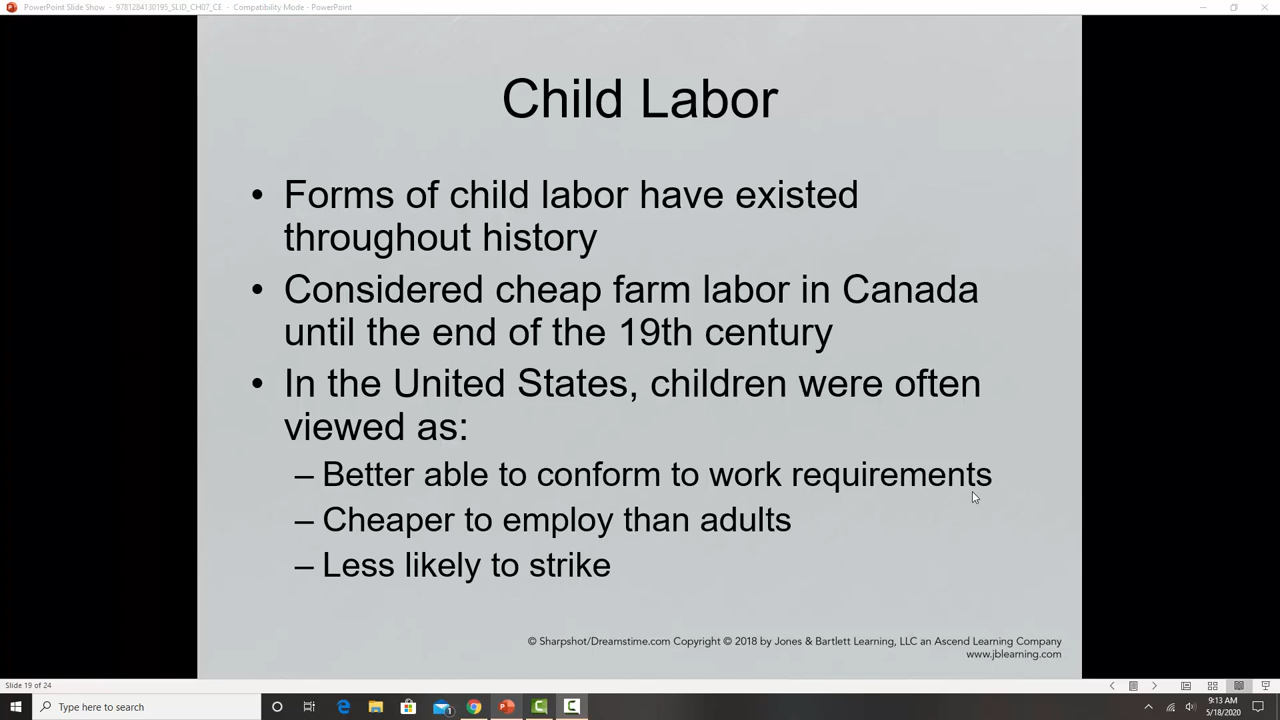 PowerPoint Slide Show - 9781284130195_SLID_CH07_CE - Compatibility Mode - PowerPoint
Child Labor
• Forms of child labor have existed
throughout history
• Considered cheap farm labor in Canada
until the end of the 19th century
• In the United States, children were often
viewed as:
– Better able to conform to work requirements
– Cheaper to employ than adults
– Less likely to strike
© Sharpshot/Dreamstime.com Copyright © 2018 by Jones & Bartlett Learning, LLC an Ascend Learning Company
www.jblearning.com
Slide 19 of 24
Type here to search
9:13 AM
5/18/2020